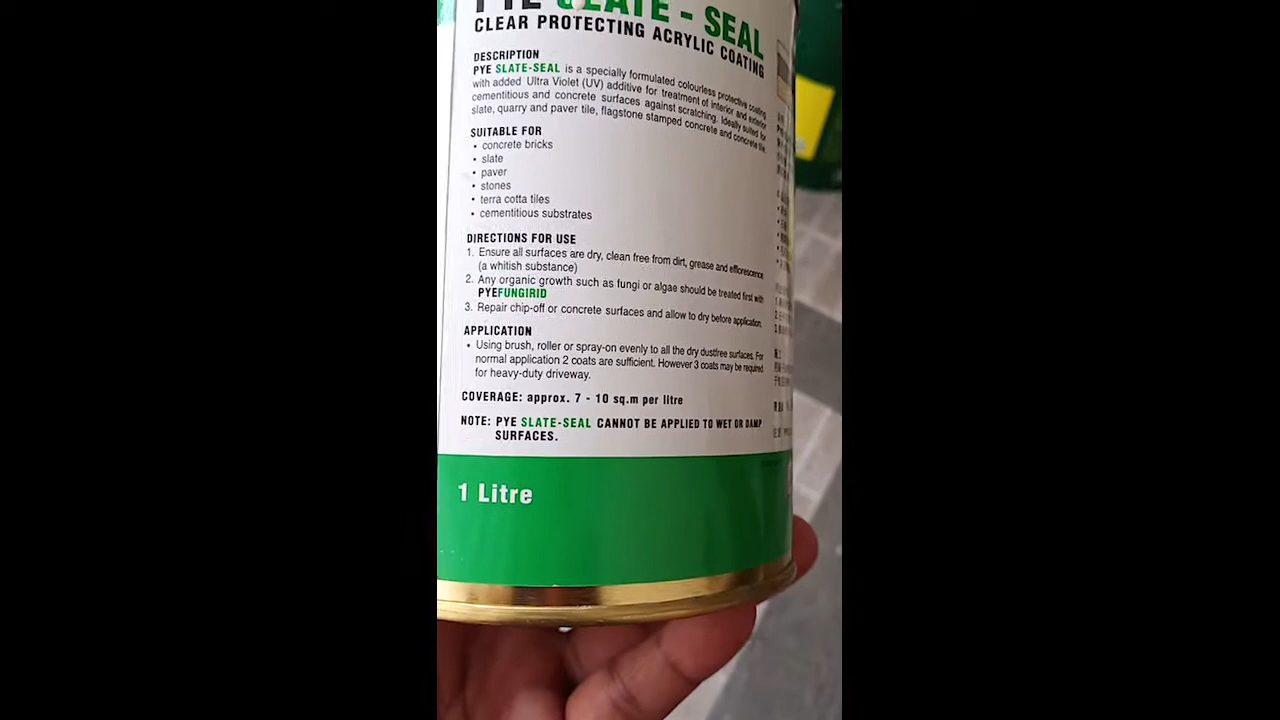 PYE SLATE - SEAL
CLEAR PROTECTING ACRYLIC COATING
DESCRIPTION
PYE SLATE-SEAL is a specially formulated colourless protective coating
with added Ultra Violet (UV) additive for treatment of interior and exterior
cementitious and concrete surfaces against scratching. Ideally suited for
slate, quarry and paver tile, flagstone stamped concrete and concrete tile.
SUITABLE FOR
• concrete bricks
• slate
• paver
• stones
• terra cotta tiles
• cementitious substrates
DIRECTIONS FOR USE
1. Ensure all surfaces are dry, clean free from dirt, grease and efflorescence
(a whitish substance)
2. Any organic growth such as fungi or algae should be treated first with
PYEFUNGIRID
3. Repair chip-off or concrete surfaces and allow to dry before application.
APPLICATION
• Using brush, roller or spray-on evenly to all the dry dustfree surfaces. For
normal application 2 coats are sufficient. However 3 coats may be required
for heavy-duty driveway.
COVERAGE: approx. 7 - 10 sq.m per litre
NOTE: PYE SLATE-SEAL CANNOT BE APPLIED TO WET OR DAMP
SURFACES.
1 Litre